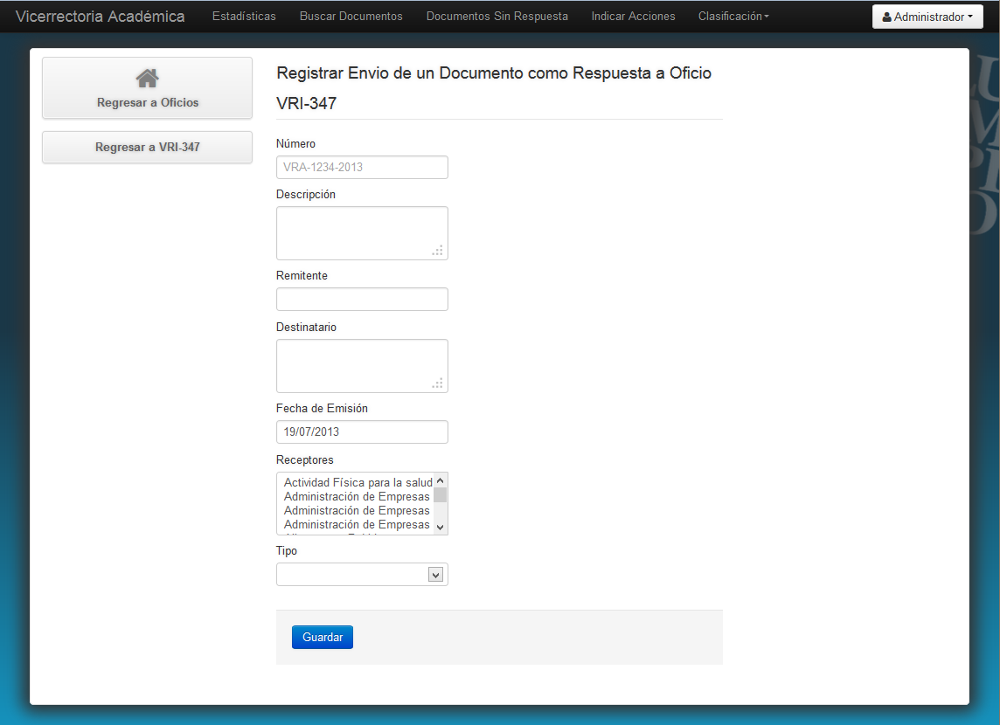 Vicerrectoria Académica Estadísticas Buscar Documentos Documentos Sin Respuesta Indicar Acciones Clasificación Administrador
Regresar a Oficios
Regresar a VRI-347
Registrar Envio de un Documento como Respuesta a Oficio
VRI-347
Número
VRA-1234-2013
Descripción
Remitente
Destinatario
Fecha de Emisión
19/07/2013
Receptores
Actividad Física para la salud
Administración de Empresas
Administración de Empresas
Administración de Empresas
Tipo
Guardar